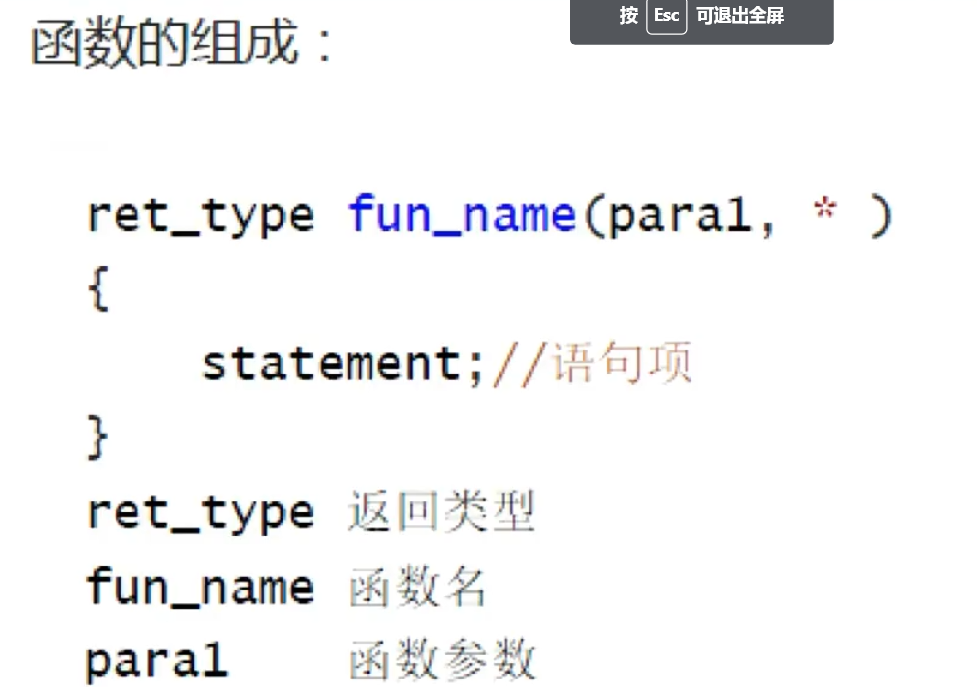 按 Esc 可退出全屏
函数的组成：
ret_type fun_name(para1, * )
{
statement;//语句项
}
ret_type 返回类型
fun_name 函数名
para1 函数参数